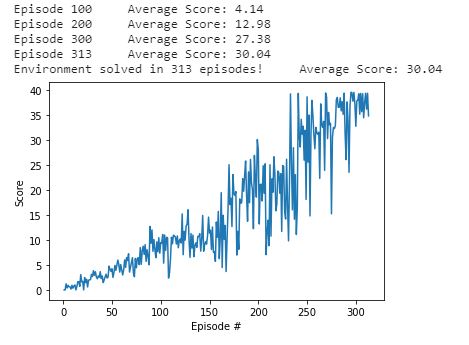 Episode 100 Average Score: 4.14
Episode 200 Average Score: 12.98
Episode 300 Average Score: 27.38
Episode 313 Average Score: 30.04
Environment solved in 313 episodes! Average Score: 30.04
40
35
30
25
20
15
10
5
0
Score
0 50 100 150 200 250 300
Episode #